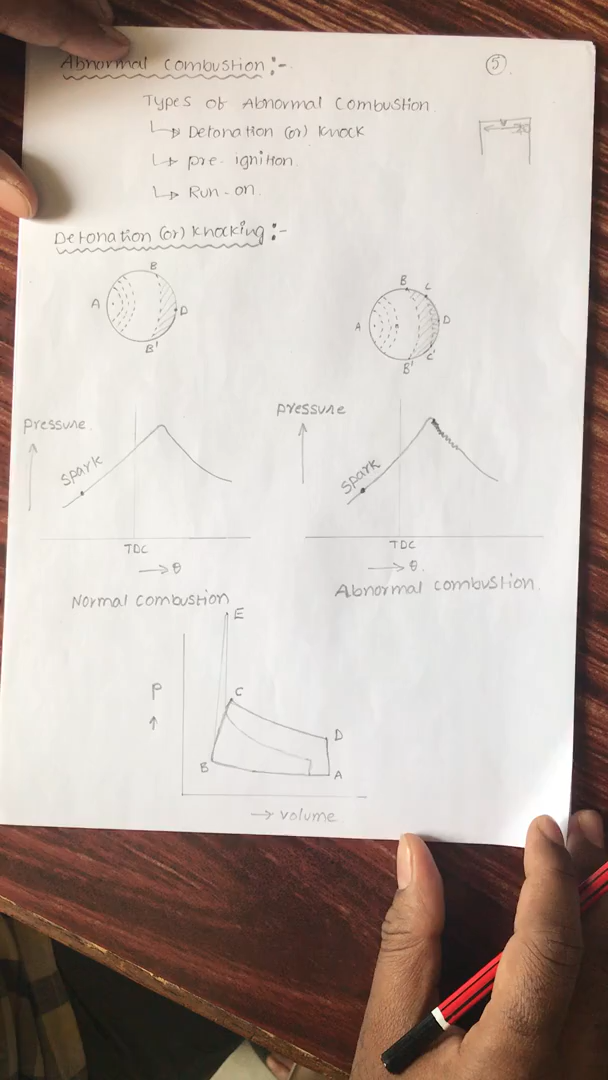 Abnormal Combustion :-
5
Types of Abnormal Combustion.
Detonation (or) Knock
pre-ignition.
Run-on.
Detonation (or) Knocking :-
B
A
D
B'
B C
A
D
C'
B'
pressure.
spark
TDC
θ
pressure
spark
TDC
θ.
Normal combustion
Abnormal combustion.
E
P
C
D
B
A
volume